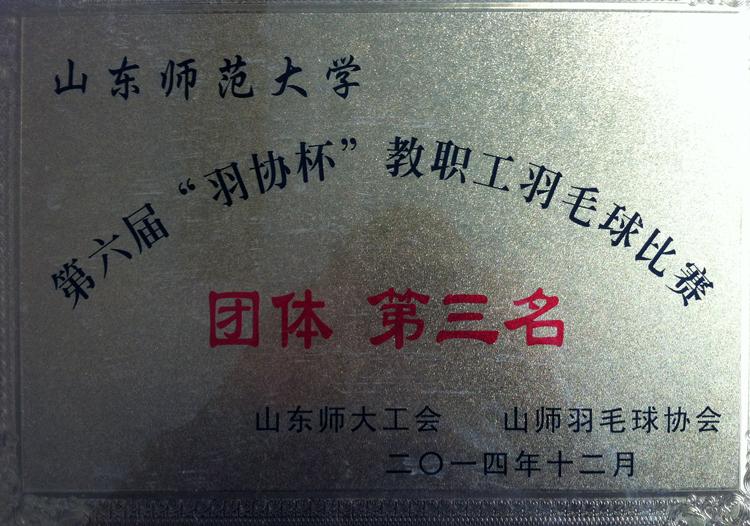 山东师范大学
第六届“羽协杯”教职工羽毛球比赛
团体 第三名
山东师大工会 山师羽毛球协会
二〇一四年十二月